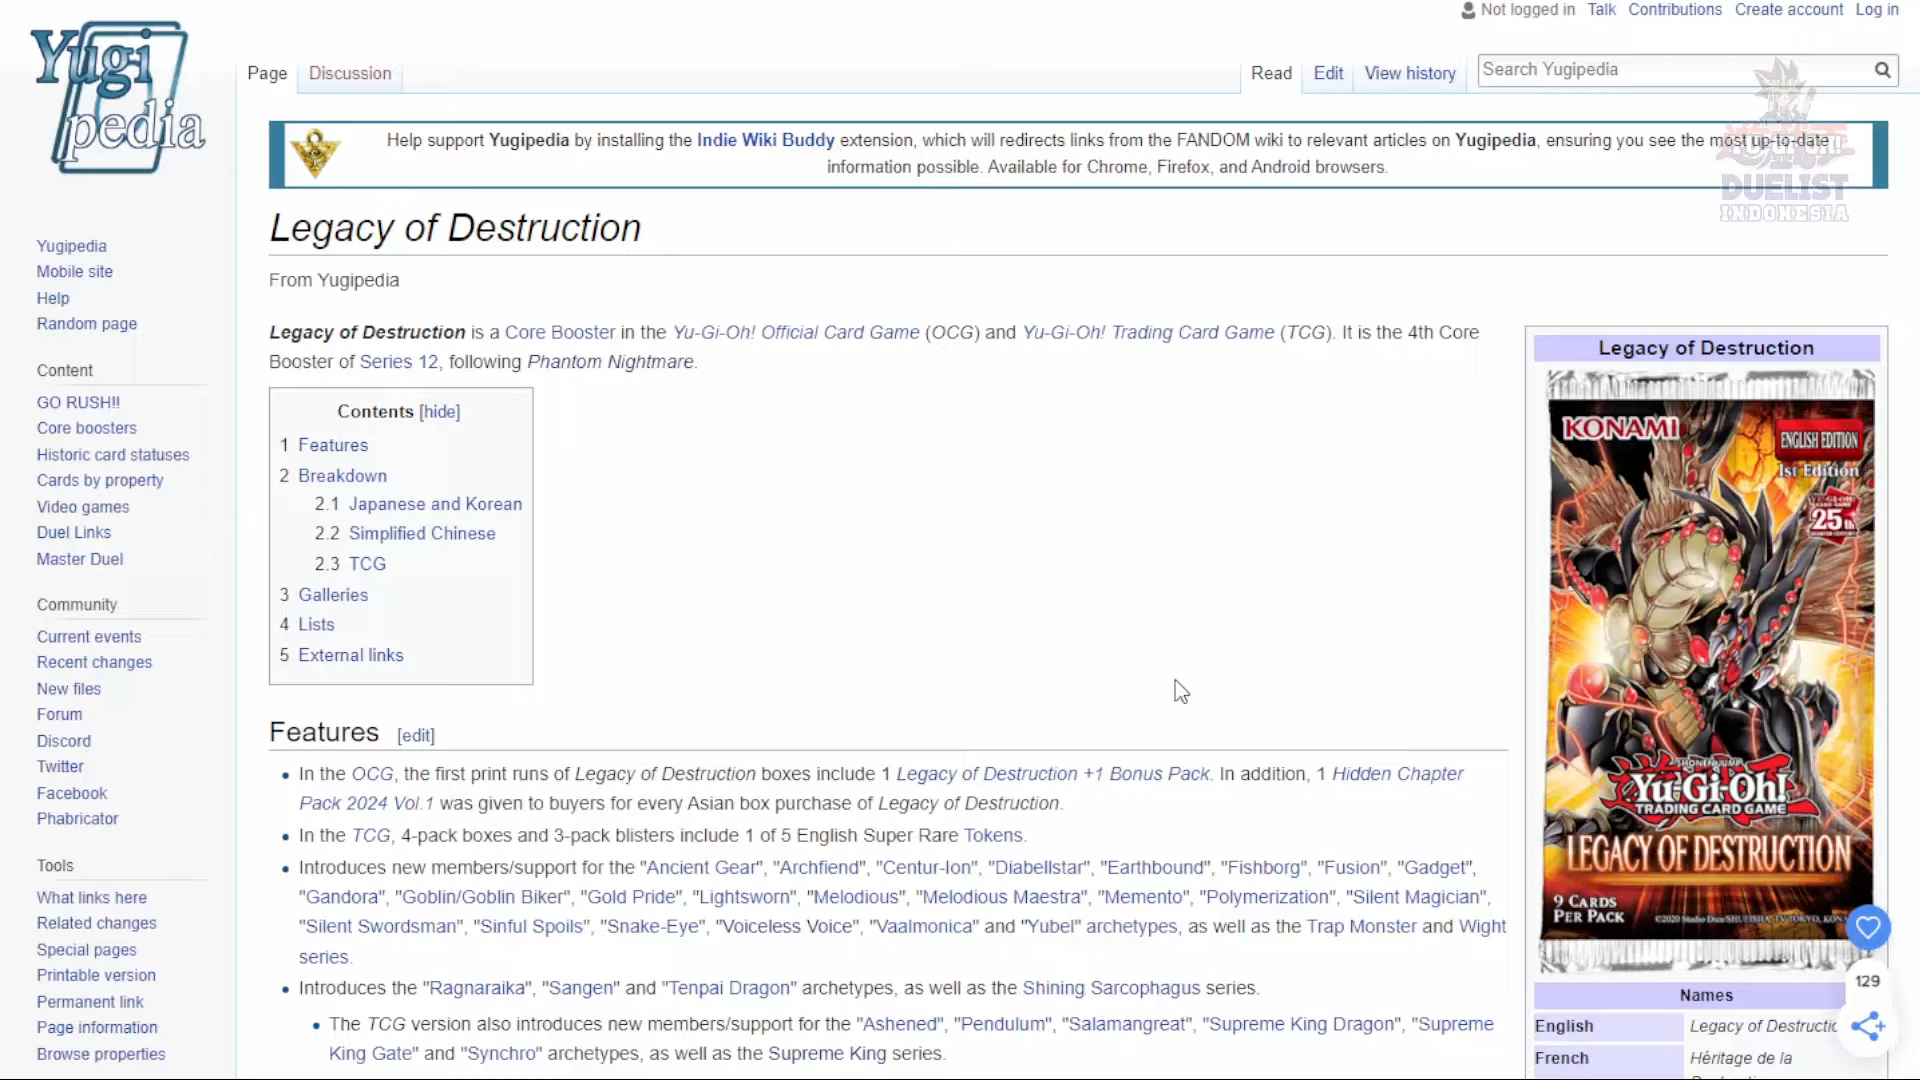 Not logged in Talk Contributions Create account Log in
Yugi
pedia
Page Discussion Read Edit View history Search Yugipedia
Help support Yugipedia by installing the Indie Wiki Buddy extension, which will redirects links from the FANDOM wiki to relevant articles on Yugipedia, ensuring you see the most up-to-date
information possible. Available for Chrome, Firefox, and Android browsers.
YU-GI-OH!
DUELIST
INDONESIA
Legacy of Destruction
From Yugipedia
Yugipedia
Mobile site
Help
Random page
Content
GO RUSH!!
Core boosters
Historic card statuses
Cards by property
Video games
Duel Links
Master Duel
Community
Current events
Recent changes
New files
Forum
Discord
Twitter
Facebook
Phabricator
Tools
What links here
Related changes
Special pages
Printable version
Permanent link
Page information
Browse properties
Legacy of Destruction is a Core Booster in the Yu-Gi-Oh! Official Card Game (OCG) and Yu-Gi-Oh! Trading Card Game (TCG). It is the 4th Core
Booster of Series 12, following Phantom Nightmare.
Contents [hide]
1 Features
2 Breakdown
2.1 Japanese and Korean
2.2 Simplified Chinese
2.3 TCG
3 Galleries
4 Lists
5 External links
Features [edit]
In the OCG, the first print runs of Legacy of Destruction boxes include 1 Legacy of Destruction +1 Bonus Pack. In addition, 1 Hidden Chapter
Pack 2024 Vol.1 was given to buyers for every Asian box purchase of Legacy of Destruction.
In the TCG, 4-pack boxes and 3-pack blisters include 1 of 5 English Super Rare Tokens.
Introduces new members/support for the "Ancient Gear", "Archfiend", "Centur-Ion", "Diabellstar", "Earthbound", "Fishborg", "Fusion", "Gadget",
"Gandora", "Goblin/Goblin Biker", "Gold Pride", "Lightsworn", "Melodious", "Melodious Maestra", "Memento", "Polymerization", "Silent Magician",
"Silent Swordsman", "Sinful Spoils", "Snake-Eye", "Voiceless Voice", "Vaalmonica" and "Yubel" archetypes, as well as the Trap Monster and Wight
series.
Introduces the "Ragnaraika", "Sangen" and "Tenpai Dragon" archetypes, as well as the Shining Sarcophagus series.
The TCG version also introduces new members/support for the "Ashened", "Pendulum", "Salamangreat", "Supreme King Dragon", "Supreme
King Gate" and "Synchro" archetypes, as well as the Supreme King series.
Legacy of Destruction
KONAMI
ENGLISH EDITION
1st Edition
25th
SHONEN JUMP
Yu-Gi-Oh!
TRADING CARD GAME
LEGACY OF DESTRUCTION
9 CARDS
PER PACK
©2020 Studio Dice/SHUEISHA, TV TOKYO, KONA
129
Names
English Legacy of Destructio
French Héritage de la